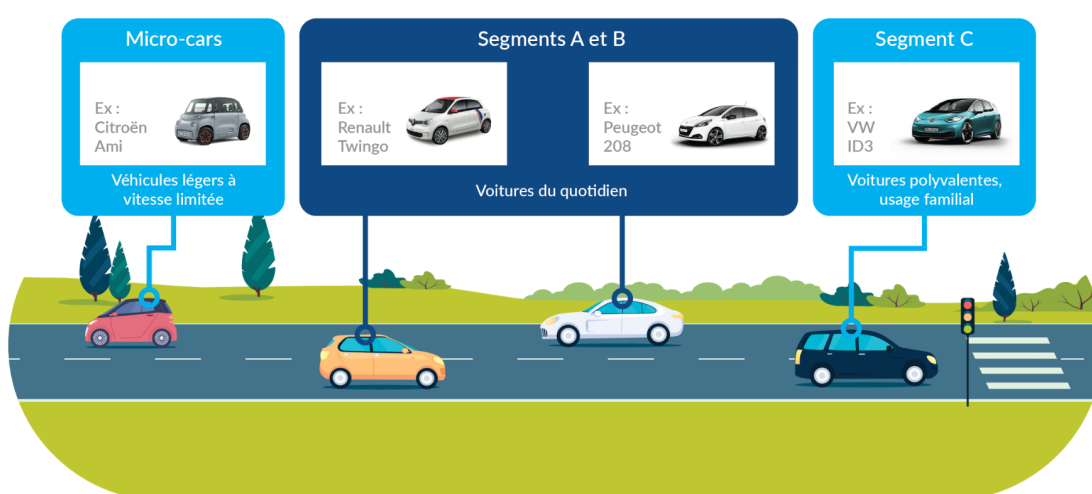 Micro-cars
Ex :
Citroën
Ami
Véhicules légers à
vitesse limitée
Segments A et B
Ex :
Renault
Twingo
Ex :
Peugeot
208
Voitures du quotidien
Segment C
Ex :
VW
ID3
Voitures polyvalentes,
usage familial